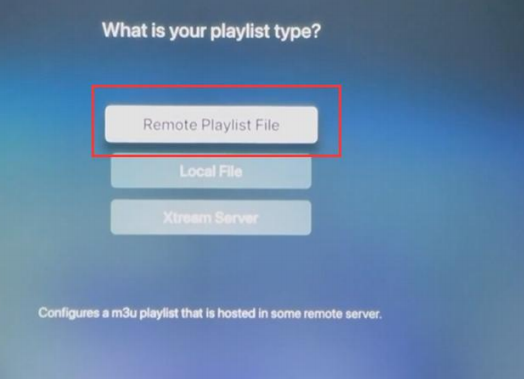 What is your playlist type?
Remote Playlist File
Local File
Xtream Server
Configures a m3u playlist that is hosted in some remote server.